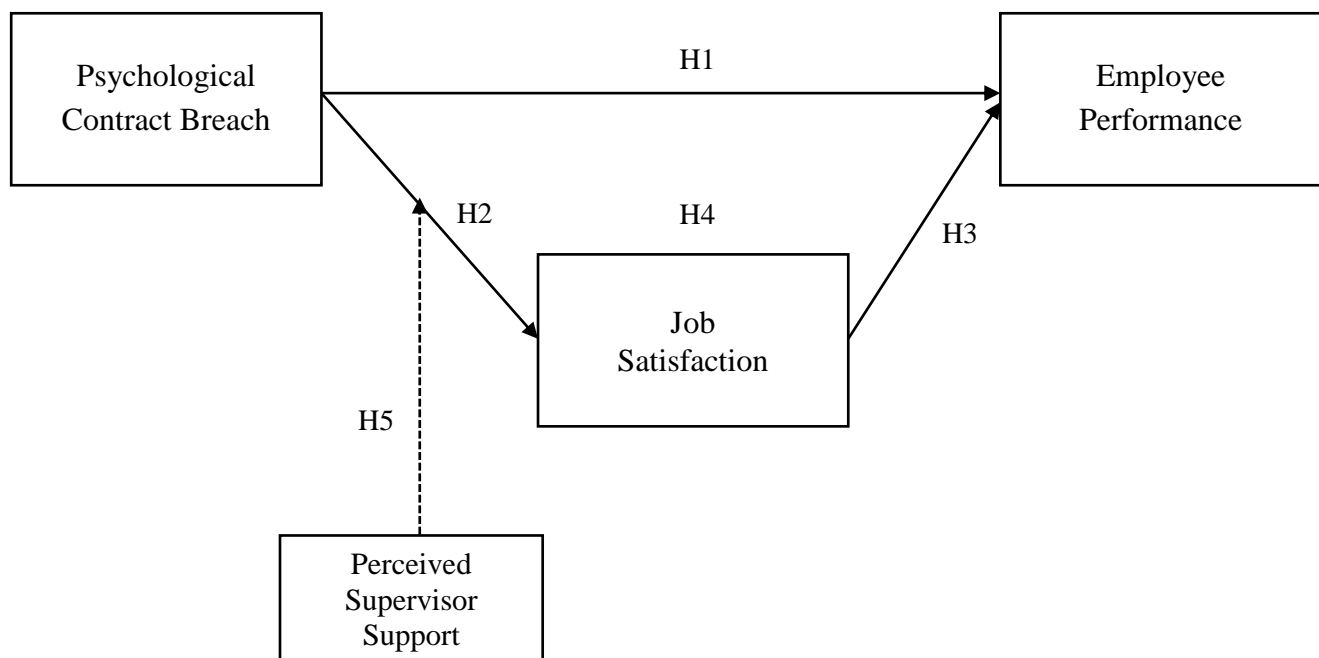 Psychological
Contract Breach
H1
Employee
Performance
H2
H4
H3
Job
Satisfaction
H5
Perceived
Supervisor
Support